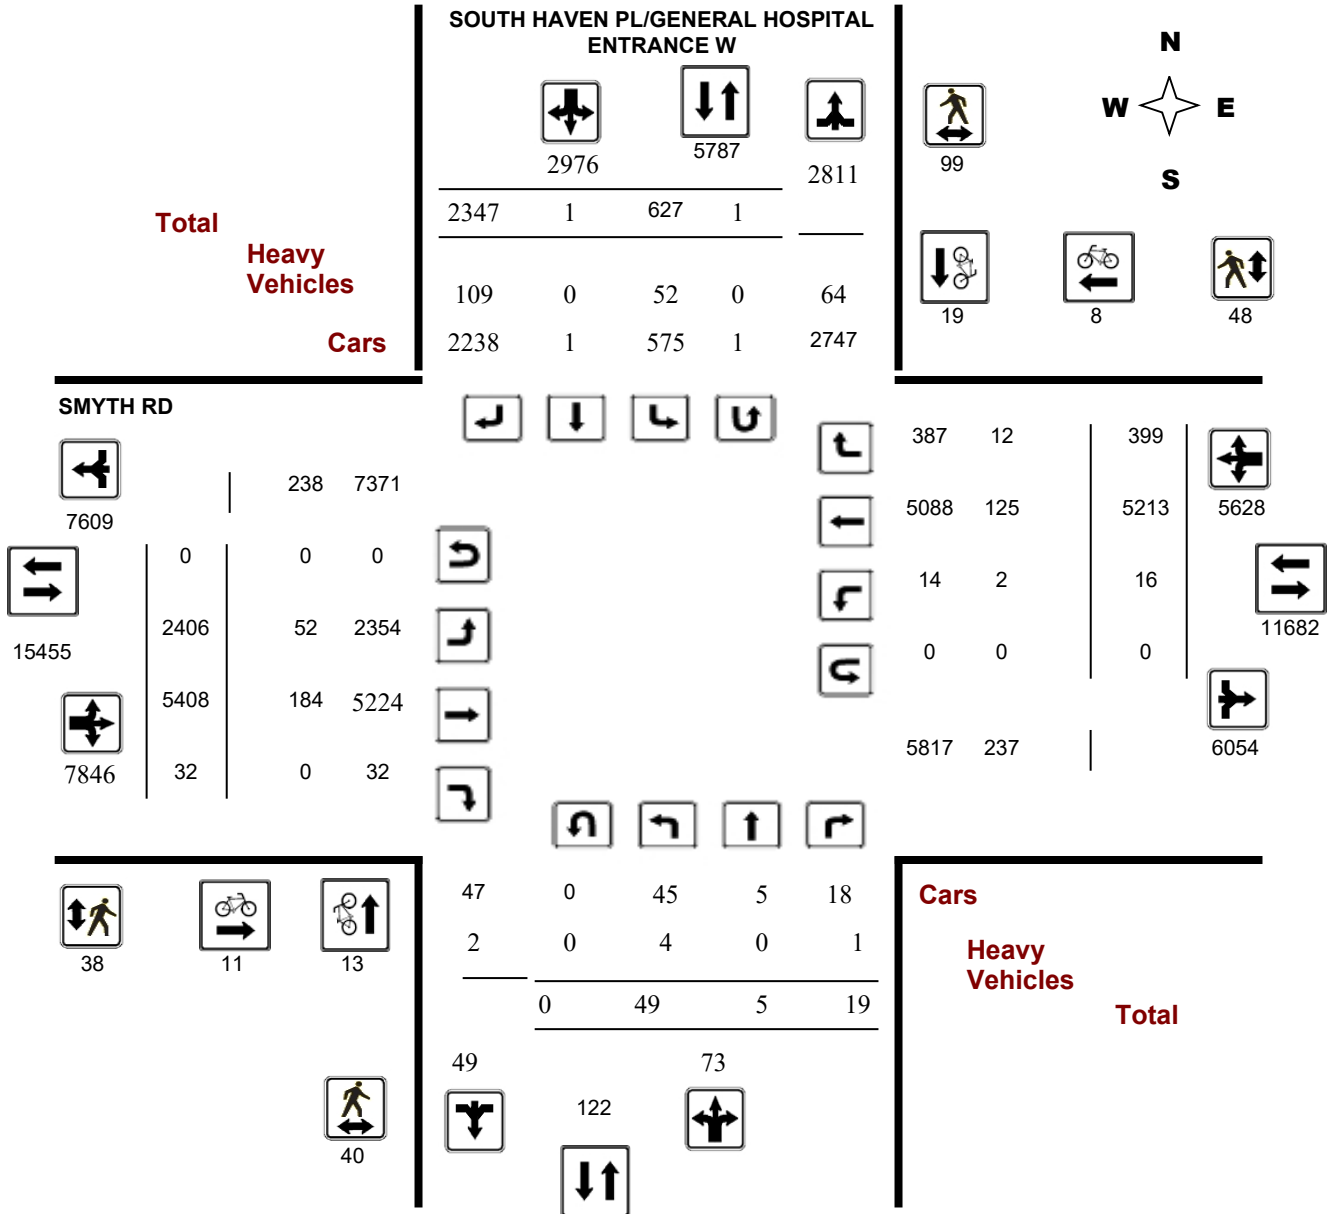 SOUTH HAVEN PL/GENERAL HOSPITAL
ENTRANCE W
N
W E
S
2976
5787
2811
99
2347 1 627 1
Total
Heavy
Vehicles
109 0 52 0 64
19 8 48
Cars
2238 1 575 1 2747
SMYTH RD
387 12 399
238 7371
7609
5088 125 5213 5628
0 0 0
14 2 16
2406 52 2354
15455
11682
0 0 0
5408 184 5224
5817 237 6054
7846 32 0 32
47 0 45 5 18
Cars
2 0 4 0 1
Heavy
Vehicles
38 11 13
0 49 5 19
Total
49 73
122
40